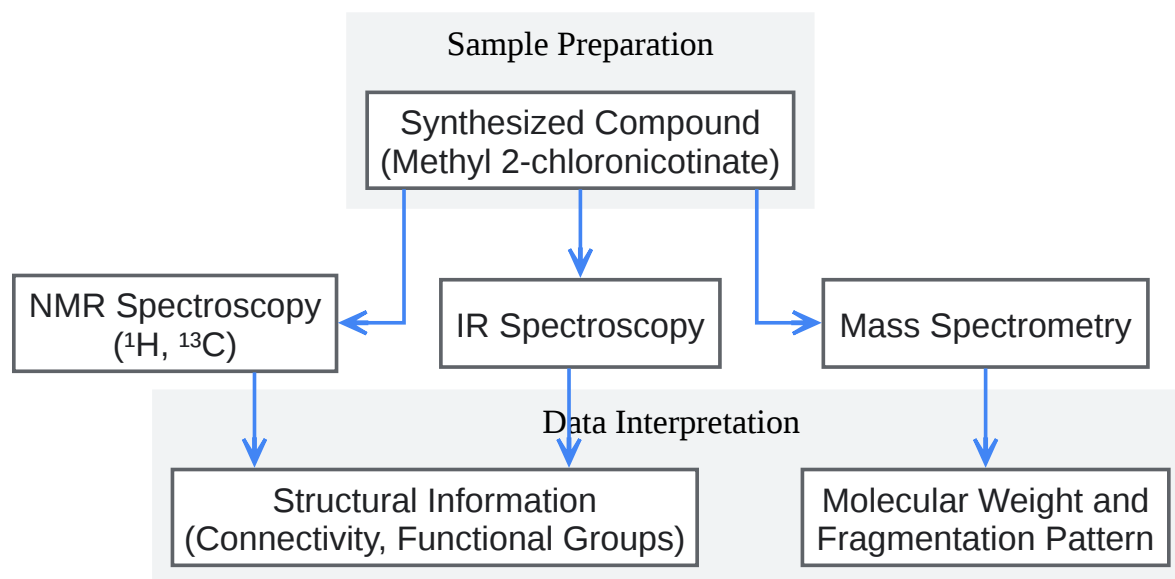 Sample Preparation
Synthesized Compound
(Methyl 2-chloronicotinate)
NMR Spectroscopy
(¹H, ¹³C)
IR Spectroscopy
Mass Spectrometry
Data Interpretation
Structural Information
(Connectivity, Functional Groups)
Molecular Weight and
Fragmentation Pattern